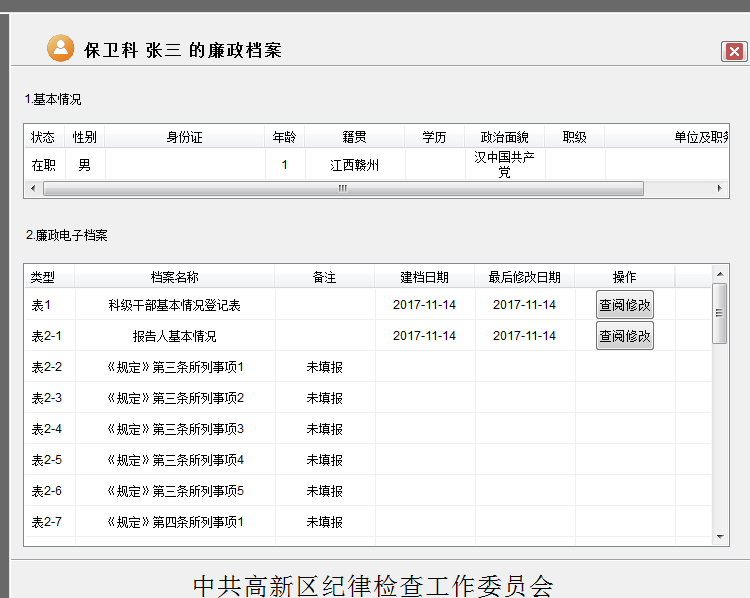 保卫科 张三 的廉政档案
1.基本情况
状态 性别 身份证 年龄 籍贯 学历 政治面貌 职级 单位及职务
在职 男 1 江西赣州 汉中国共产
党
2.廉政电子档案
类型 档案名称 备注 建档日期 最后修改日期 操作
表1 科级干部基本情况登记表 2017-11-14 2017-11-14 查阅修改
表2-1 报告人基本情况 2017-11-14 2017-11-14 查阅修改
表2-2 《规定》第三条所列事项1 未填报
表2-3 《规定》第三条所列事项2 未填报
表2-4 《规定》第三条所列事项3 未填报
表2-5 《规定》第三条所列事项4 未填报
表2-6 《规定》第三条所列事项5 未填报
表2-7 《规定》第四条所列事项1 未填报
中共高新区纪律检查工作委员会